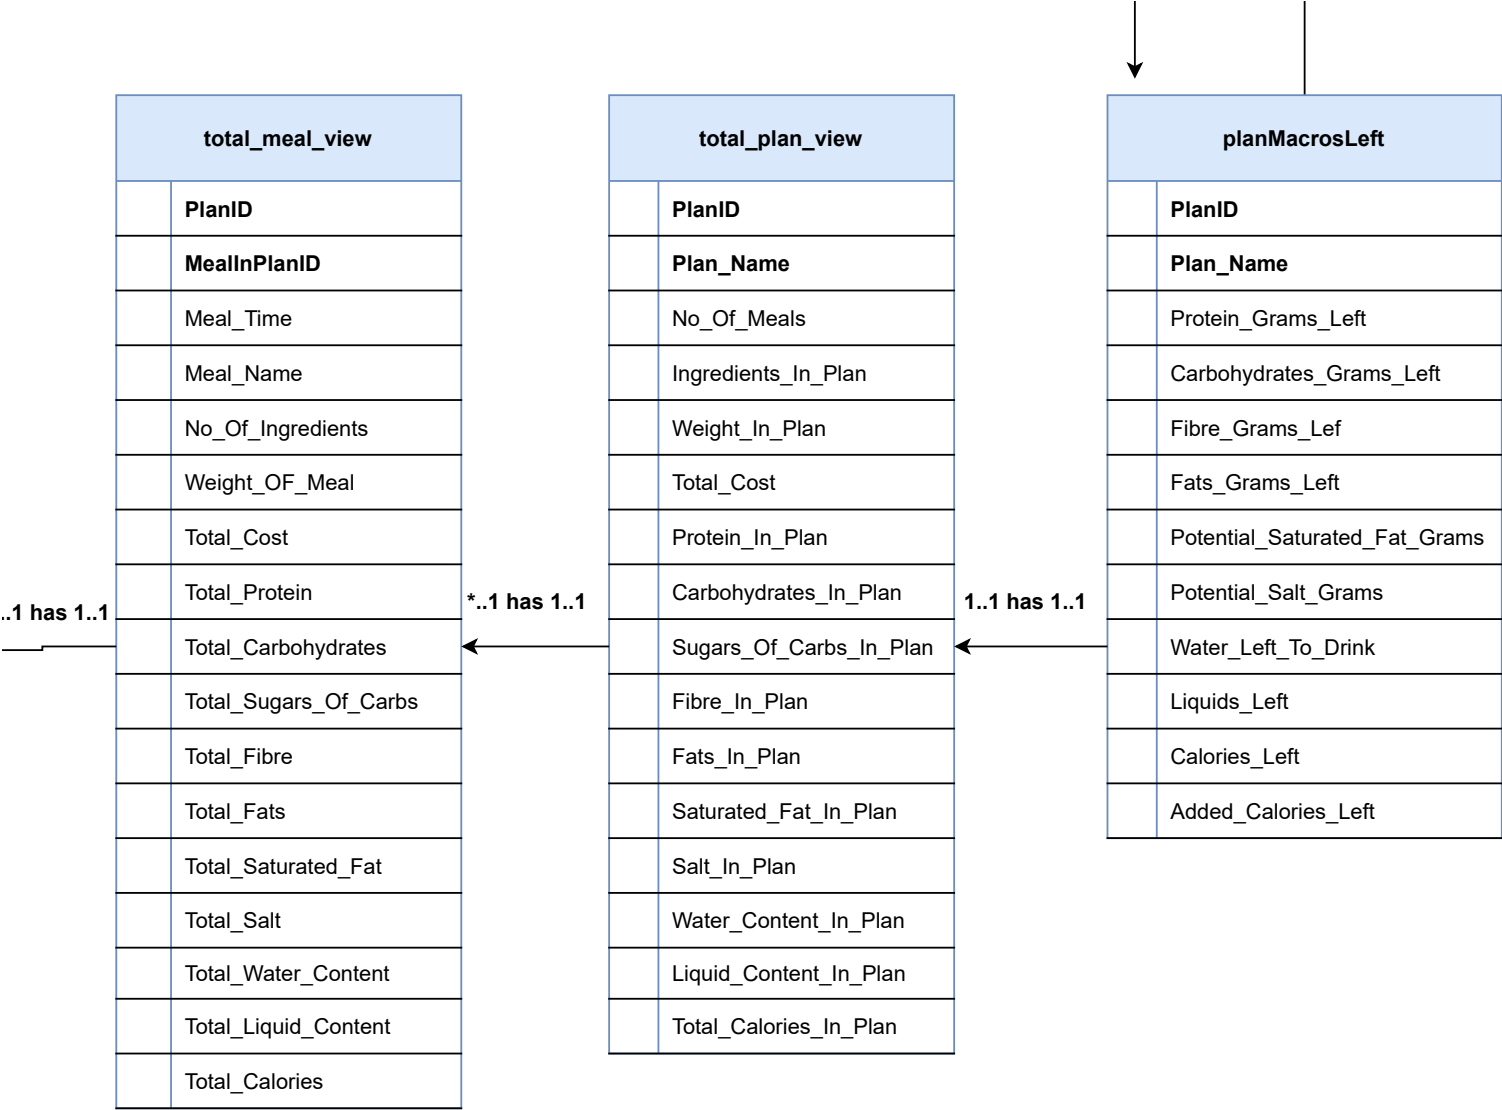 total_meal_view
PlanID
MealInPlanID
Meal_Time
Meal_Name
No_Of_Ingredients
Weight_OF_Meal
Total_Cost
Total_Protein
Total_Carbohydrates
Total_Sugars_Of_Carbs
Total_Fibre
Total_Fats
Total_Saturated_Fat
Total_Salt
Total_Water_Content
Total_Liquid_Content
Total_Calories
..1 has 1..1
*..1 has 1..1
total_plan_view
PlanID
Plan_Name
No_Of_Meals
Ingredients_In_Plan
Weight_In_Plan
Total_Cost
Protein_In_Plan
Carbohydrates_In_Plan
Sugars_Of_Carbs_In_Plan
Fibre_In_Plan
Fats_In_Plan
Saturated_Fat_In_Plan
Salt_In_Plan
Water_Content_In_Plan
Liquid_Content_In_Plan
Total_Calories_In_Plan
1..1 has 1..1
planMacrosLeft
PlanID
Plan_Name
Protein_Grams_Left
Carbohydrates_Grams_Left
Fibre_Grams_Lef
Fats_Grams_Left
Potential_Saturated_Fat_Grams
Potential_Salt_Grams
Water_Left_To_Drink
Liquids_Left
Calories_Left
Added_Calories_Left